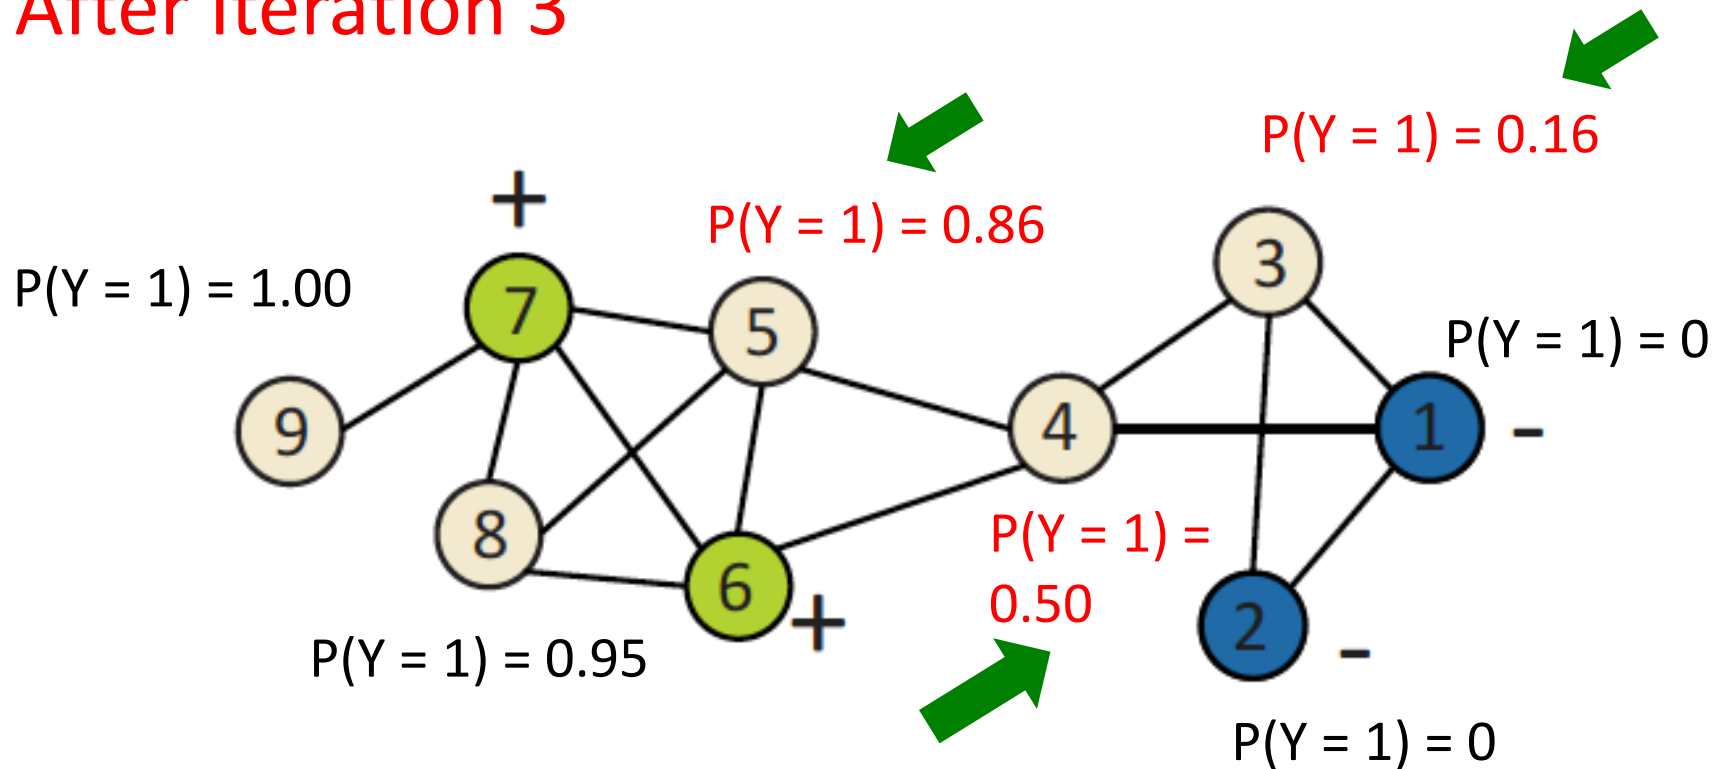 After iteration 3
P(Y = 1) = 0.16
+
P(Y = 1) = 0.86
3
P(Y = 1) = 1.00
7
5
P(Y = 1) = 0
9
4
1
-
8
P(Y = 1) =
0.50
6
+
2
-
P(Y = 1) = 0.95
P(Y = 1) = 0